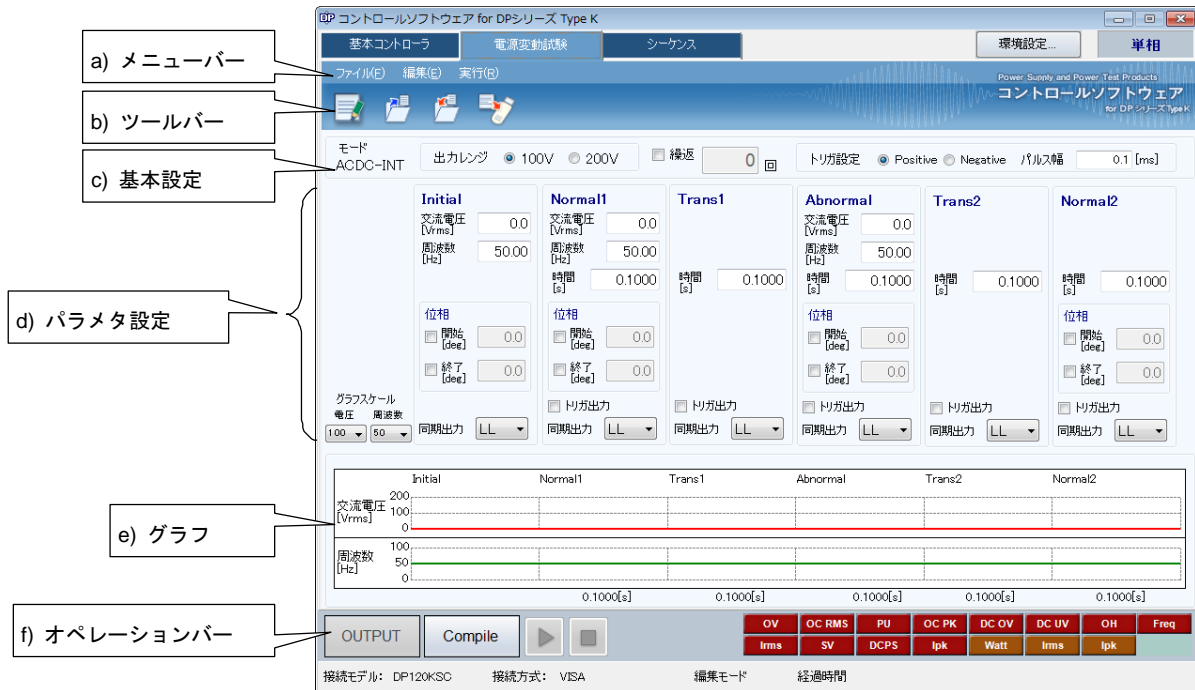 DP コントロールソフトウェア for DPシリーズ Type K
基本コントローラ 電源変動試験 シーケンス 環境設定... 単相
a) メニューバー
ファイル(F) 編集(E) 実行(R)
Power Supply and Power Test Products
コントロールソフトウェア
for DP シリーズ Type K
b) ツールバー
c) 基本設定
モード
ACDC-INT
出力レンジ 100V 200V 繰返 0 回 トリガ設定 Positive Negative パルス幅 0.1 [ms]
d) パラメタ設定
Initial Normal1 Trans1 Abnormal Trans2 Normal2
交流電圧 [Vrms] 0.0 交流電圧 [Vrms] 0.0 交流電圧 [Vrms] 0.0
周波数 [Hz] 50.00 周波数 [Hz] 50.00 周波数 [Hz] 50.00
時間 [s] 0.1000 時間 [s] 0.1000 時間 [s] 0.1000 時間 [s] 0.1000 時間 [s] 0.1000
位相 位相 位相 位相
開始 [deg] 0.0 開始 [deg] 0.0 開始 [deg] 0.0 開始 [deg] 0.0
終了 [deg] 0.0 終了 [deg] 0.0 終了 [deg] 0.0 終了 [deg] 0.0
グラフスケール
電圧 周波数
100 50
トリガ出力 トリガ出力 トリガ出力 トリガ出力 トリガ出力
同期出力 LL 同期出力 LL 同期出力 LL 同期出力 LL 同期出力 LL 同期出力 LL
e) グラフ
Initial Normal1 Trans1 Abnormal Trans2 Normal2
交流電圧 [Vrms]
200
100
0
周波数 [Hz]
100
50
0
0.1000[s] 0.1000[s] 0.1000[s] 0.1000[s] 0.1000[s]
f) オペレーションバー
OUTPUT Compile
OV OC RMS PU OC PK DC OV DC UV OH Freq
Irms SV DCPS Ipk Watt Irms Ipk
接続モデル: DP120KSC 接続方式: VISA 編集モード 経過時間